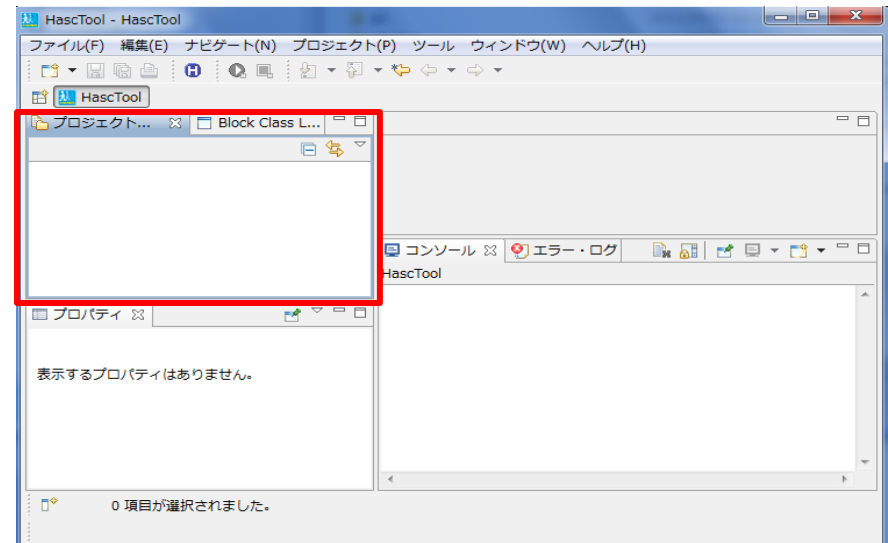 HascTool - HascTool
ファイル(F) 編集(E) ナビゲート(N) プロジェクト(P) ツール ウィンドウ(W) ヘルプ(H)
HascTool
プロジェクト... Block Class L...
コンソール エラー・ログ
HascTool
プロパティ
表示するプロパティはありません。
0 項目が選択されました。